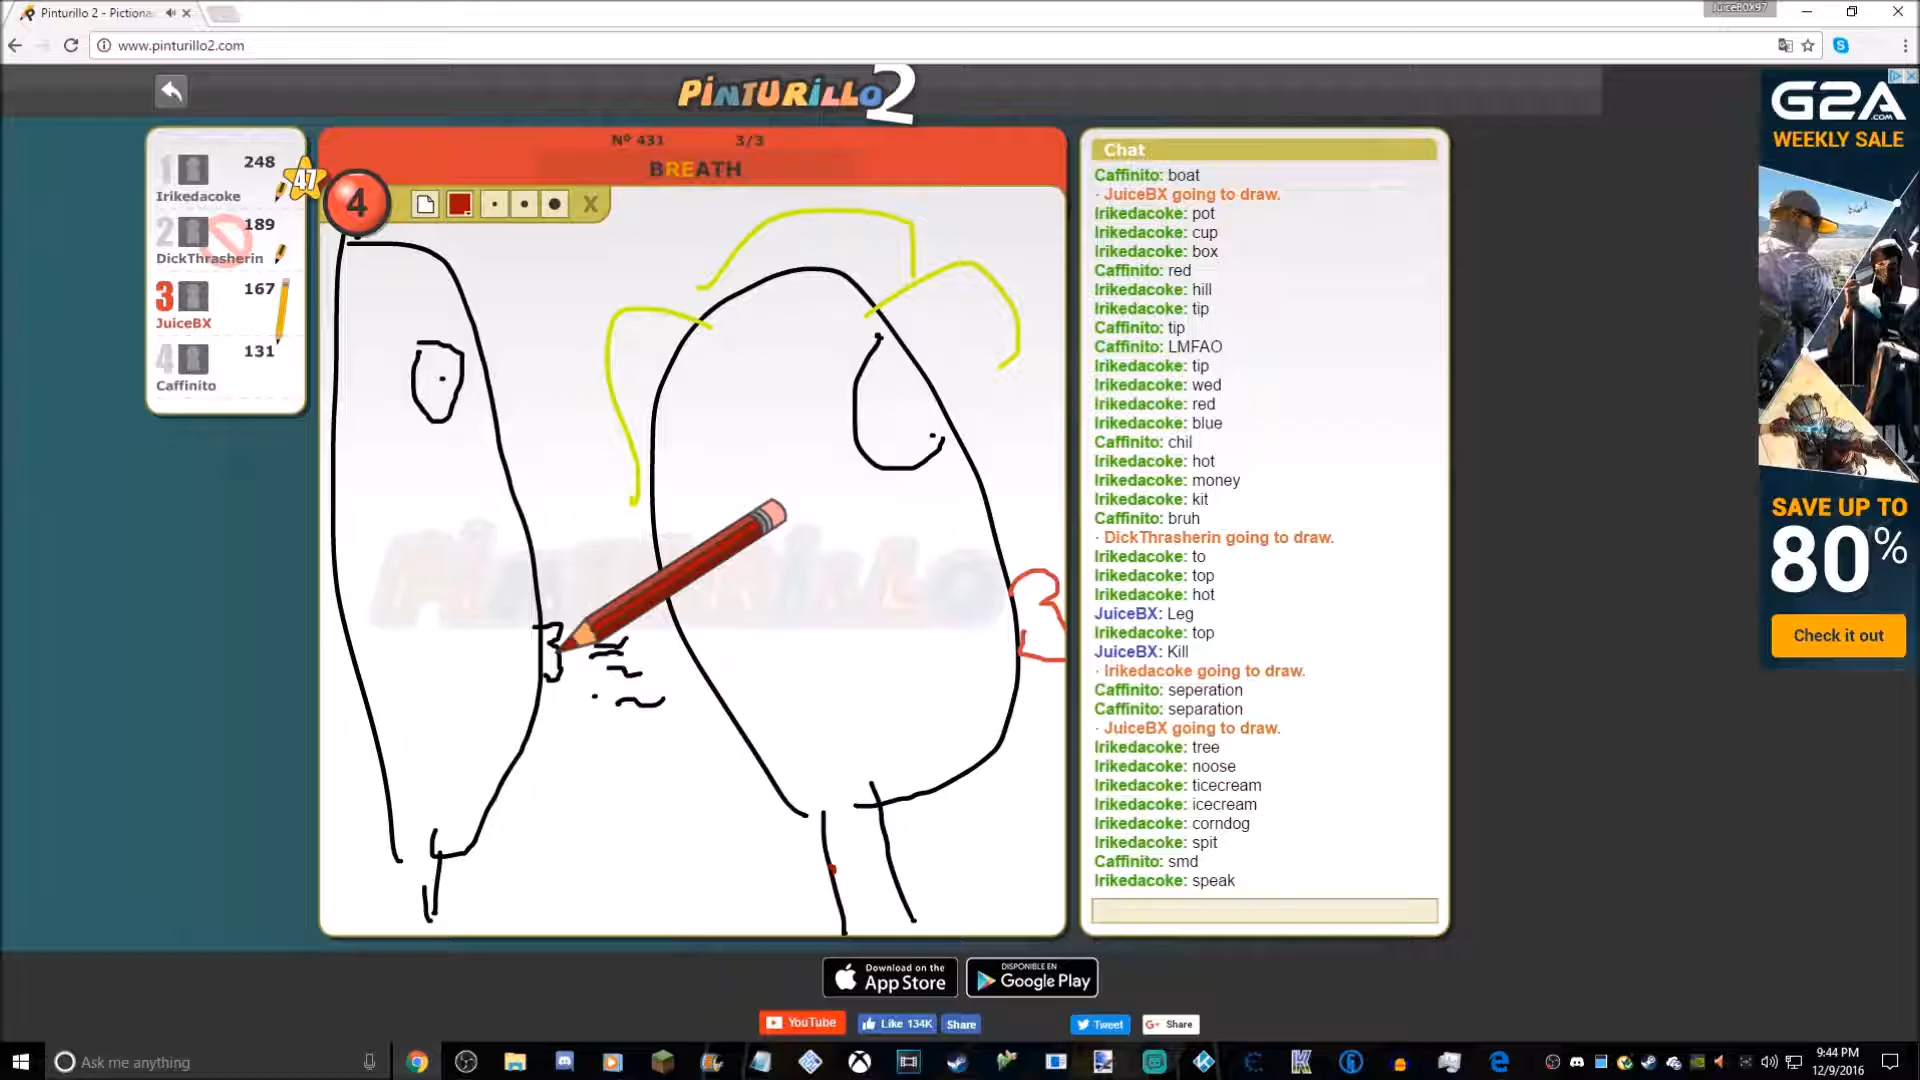 Pinturillo 2 - Pictiona
JuiceB0X97
www.pinturillo2.com
PiNTURiLLo2
1 248
Irikedacoke
47
2 189
DickThrasherin
3 167
JuiceBX
4 131
Caffinito
Nº 431 3/3
BREATH
4
X
Chat
Caffinito: boat
· JuiceBX going to draw.
Irikedacoke: pot
Irikedacoke: cup
Irikedacoke: box
Caffinito: red
Irikedacoke: hill
Irikedacoke: tip
Caffinito: tip
Caffinito: LMFAO
Irikedacoke: tip
Irikedacoke: wed
Irikedacoke: red
Irikedacoke: blue
Caffinito: chil
Irikedacoke: hot
Irikedacoke: money
Irikedacoke: kit
Caffinito: bruh
· DickThrasherin going to draw.
Irikedacoke: to
Irikedacoke: top
Irikedacoke: hot
JuiceBX: Leg
Irikedacoke: top
JuiceBX: Kill
· Irikedacoke going to draw.
Caffinito: seperation
Caffinito: separation
· JuiceBX going to draw.
Irikedacoke: tree
Irikedacoke: noose
Irikedacoke: ticecream
Irikedacoke: icecream
Irikedacoke: corndog
Irikedacoke: spit
Caffinito: smd
Irikedacoke: speak
G2A
.COM
WEEKLY SALE
SAVE UP TO
80%
Check it out
Download on the
App Store
DISPONIBLE EN
Google Play
YouTube
Like 134K
Share
Tweet
G+ Share
Ask me anything
9:44 PM
12/9/2016